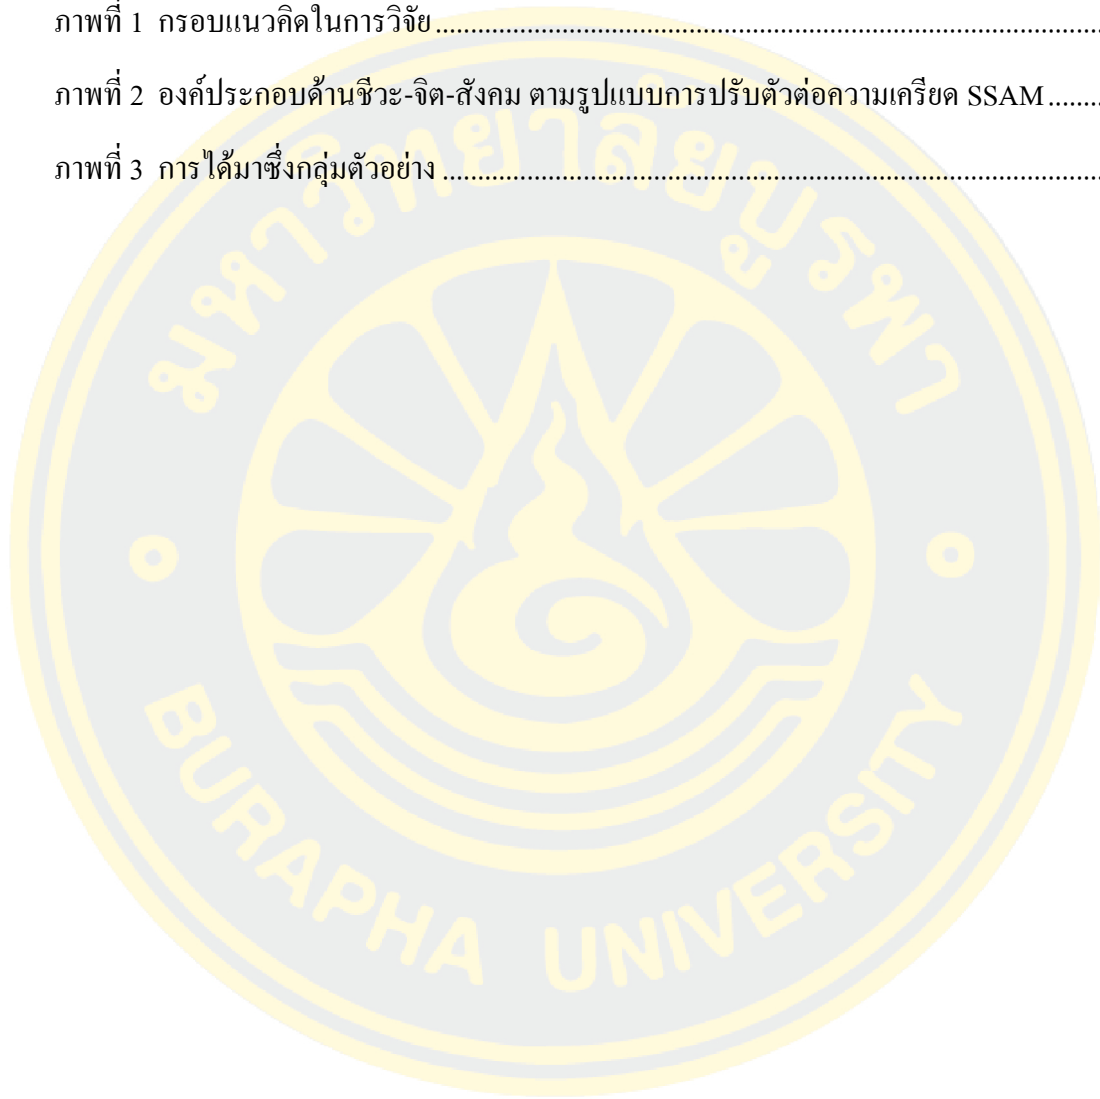 ภาพที่ 1 กรอบแนวคิดในการวิจัย ........................................................................................................
ภาพที่ 2 องค์ประกอบด้านชีวะ-จิต-สังคม ตามรูปแบบการปรับตัวต่อความเครียด SSAM ........
ภาพที่ 3 การได้มาซึ่งกลุ่มตัวอย่าง ........................................................................................................
มหาวิทยาลัยบูรพา
BURAPHA UNIVERSITY